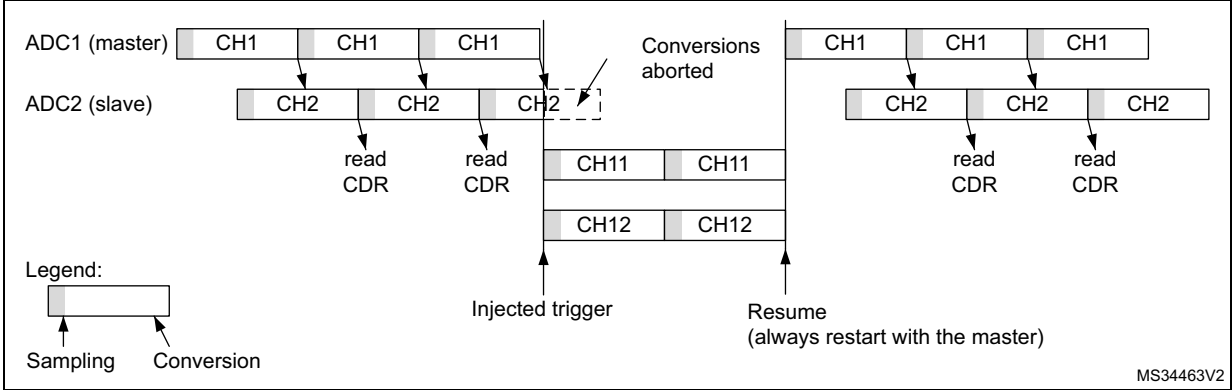 ADC1 (master) CH1 CH1 CH1 CH1 CH1 CH1
Conversions
aborted
ADC2 (slave) CH2 CH2 CH2 CH2 CH2 CH2
read
CDR
read
CDR
read
CDR
read
CDR
CH11 CH11
CH12 CH12
Legend:
Sampling Conversion
Injected trigger
Resume
(always restart with the master)
MS34463V2